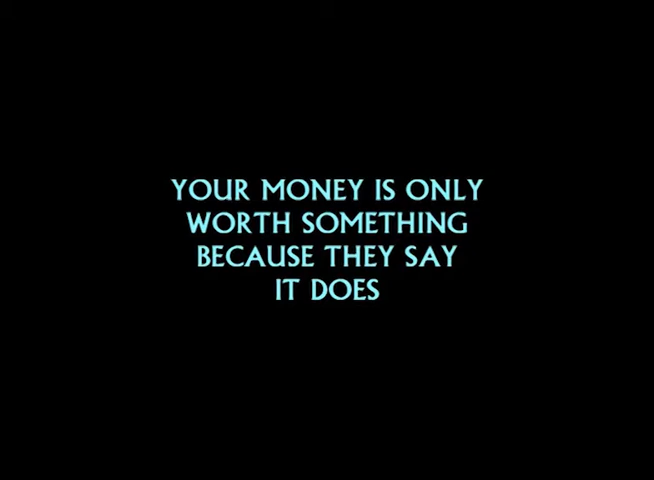 YOUR MONEY IS ONLY
WORTH SOMETHING
BECAUSE THEY SAY
IT DOES